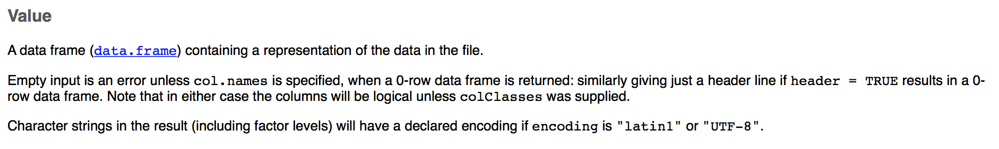 Value
A data frame (data.frame) containing a representation of the data in the file.
Empty input is an error unless col.names is specified, when a 0-row data frame is returned: similarly giving just a header line if header = TRUE results in a 0-
row data frame. Note that in either case the columns will be logical unless colClasses was supplied.
Character strings in the result (including factor levels) will have a declared encoding if encoding is "latin1" or "UTF-8".